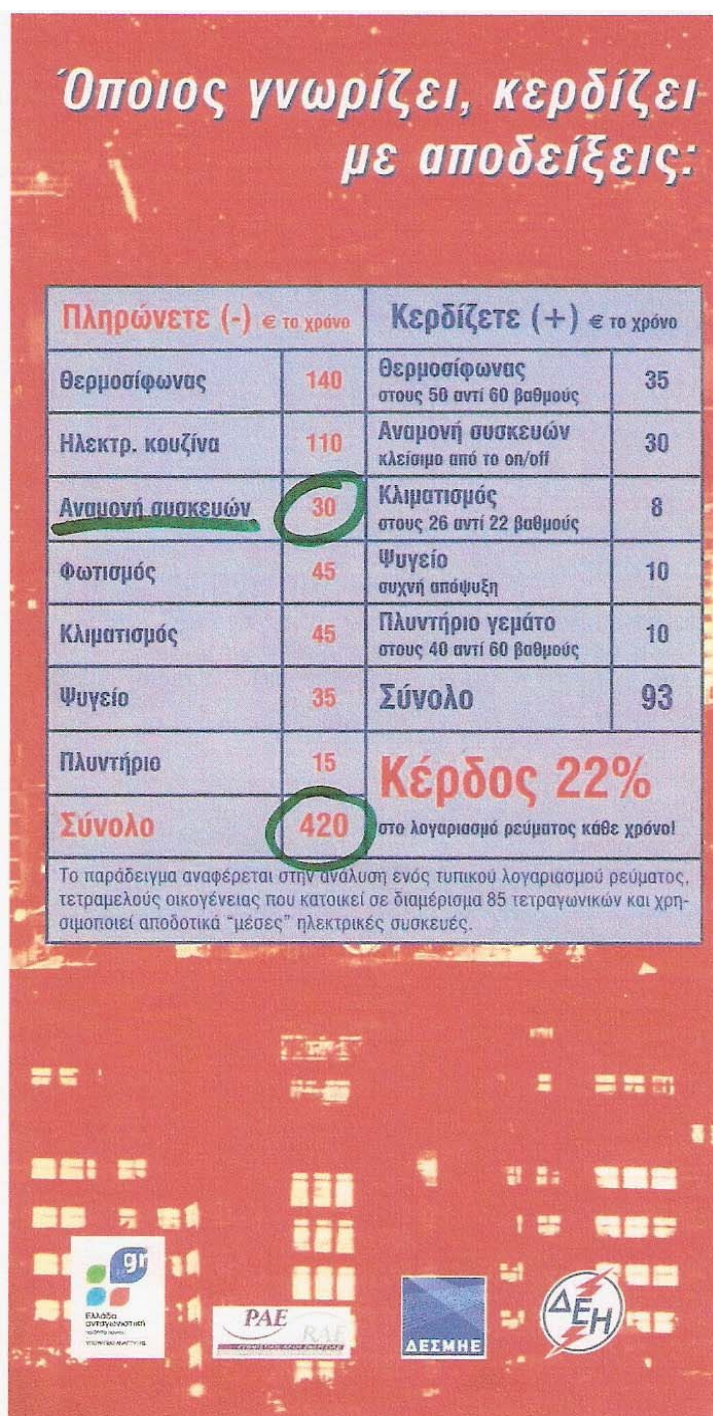 Όποιος γνωρίζει, κερδίζει
με αποδείξεις:
Πληρώνετε (-) € το χρόνο
Θερμοσίφωνας 140
Ηλεκτρ. κουζίνα 110
Αναμονή συσκευών 30
Φωτισμός 45
Κλιματισμός 45
Ψυγείο 35
Πλυντήριο 15
Σύνολο 420
Κερδίζετε (+) € το χρόνο
Θερμοσίφωνας 35
στους 50 αντί 60 βαθμούς
Αναμονή συσκευών 30
κλείσιμο από το on/off
Κλιματισμός 8
στους 26 αντί 22 βαθμούς
Ψυγείο 10
συχνή απόψυξη
Πλυντήριο γεμάτο 10
στους 40 αντί 60 βαθμούς
Σύνολο 93
Κέρδος 22%
στο λογαριασμό ρεύματος κάθε χρόνο!
Το παράδειγμα αναφέρεται στην ανάλυση ενός τυπικού λογαριασμού ρεύματος,
τετραμελούς οικογένειας που κατοικεί σε διαμέρισμα 85 τετραγωνικών και χρη-
σιμοποιεί αποδοτικά “μέσες” ηλεκτρικές συσκευές.
gr
Ελλάδα
ανταγωνιστική
ΡΑΕ
RAE
ΔΕΣΜΗΕ
ΔΕΗ